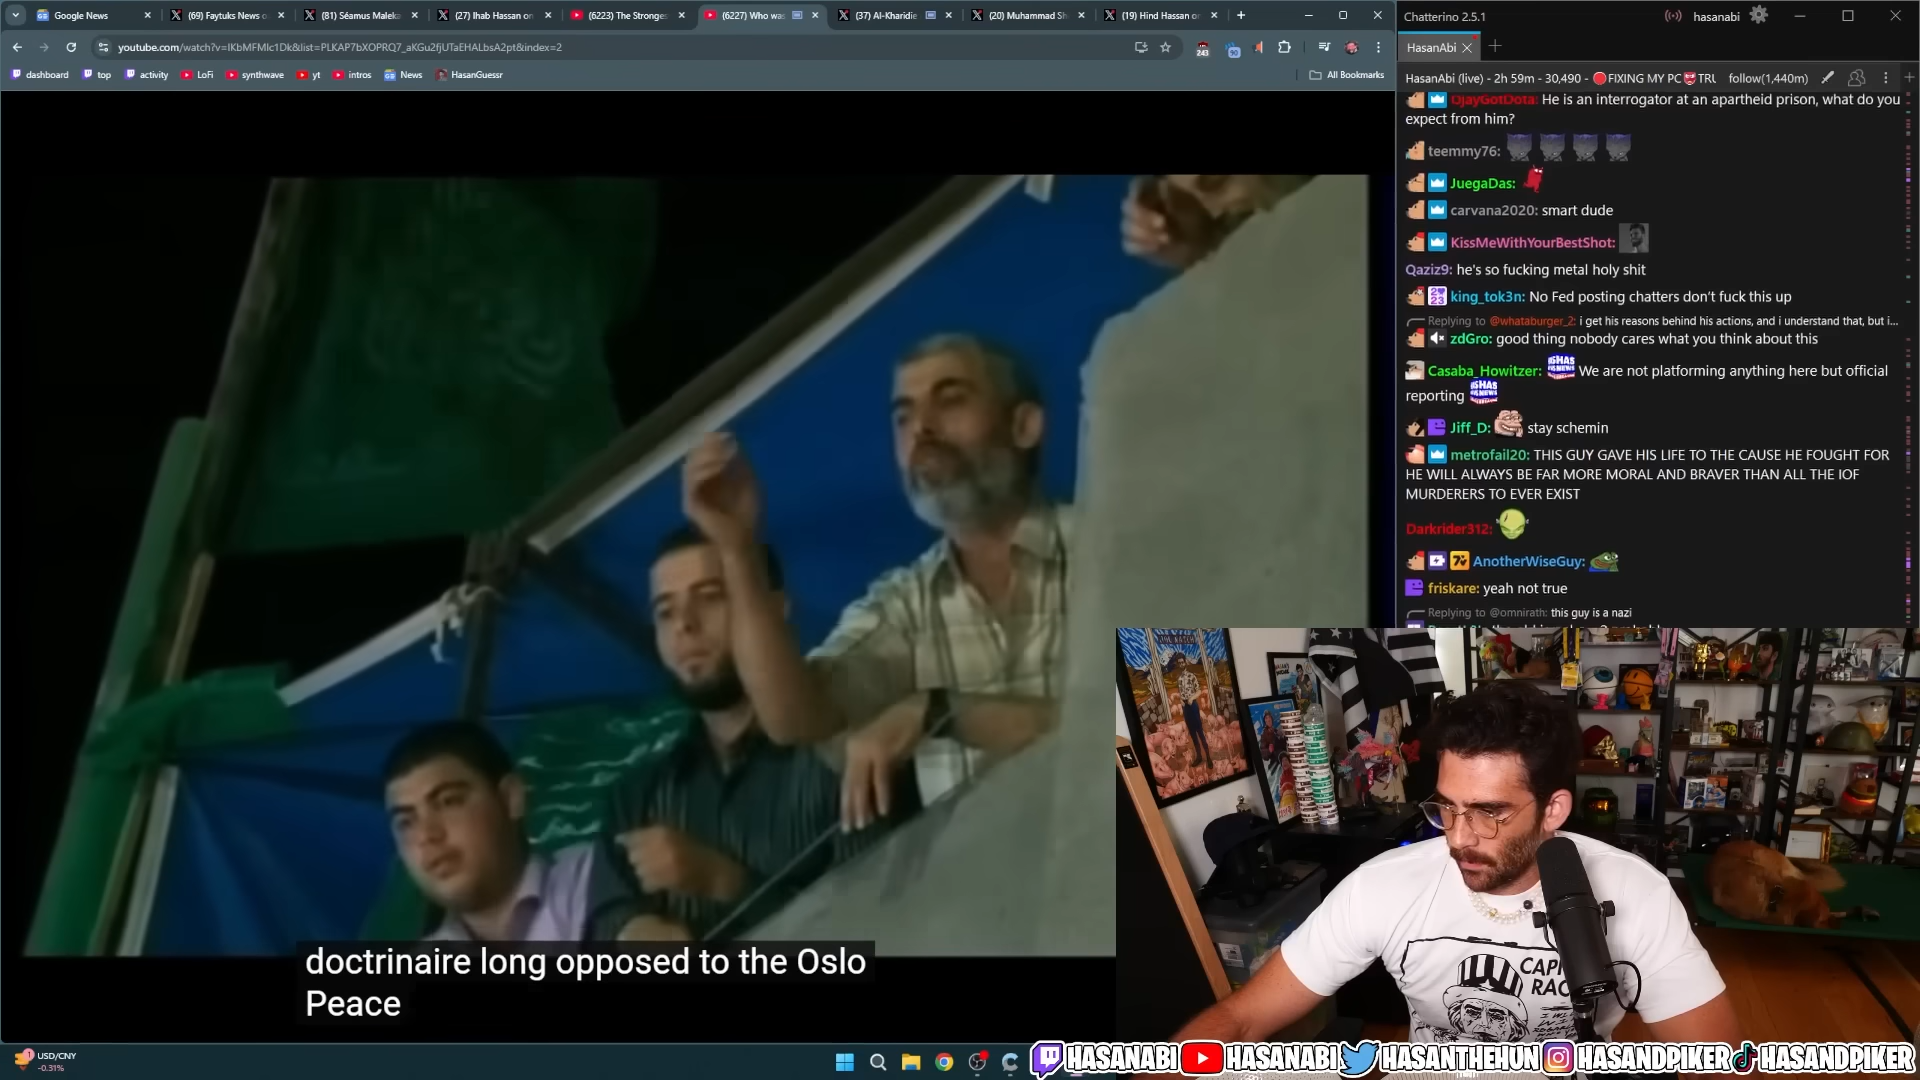 Google News
(69) Faytuks News o
(81) Séamus Malek
(27) Ihab Hassan on
(6223) The Stronges
(6227) Who was
(37) Al-Kharidie
(20) Muhammad Sh
(19) Hind Hassan or
youtube.com/watch?v=IKbMFMlc1Dk&list=PLKAP7bXOPRQ7_aKGu2fjUTaEHALbsA2pt&index=2
243
90
dashboard
top
activity
LoFi
synthwave
yt
intros
News
HasanGuessr
All Bookmarks
doctrinaire long opposed to the Oslo
Peace
Chatterino 2.5.1
hasanabi
HasanAbi
HasanAbi (live) - 2h 59m - 30,490 - FIXING MY PC TRU
follow(1,440m)
OjayGotDota: He is an interrogator at an apartheid prison, what do you
expect from him?
teemmy76:
JuegaDas:
carvana2020: smart dude
KissMeWithYourBestShot:
Qaziz9: he's so fucking metal holy shit
king_tok3n: No Fed posting chatters don't fuck this up
Replying to @whataburger_2: i get his reasons behind his actions, and i understand that, but i...
zdGro: good thing nobody cares what you think about this
Casaba_Howitzer: We are not platforming anything here but official
reporting
Jiff_D: stay schemin
metrofail20: THIS GUY GAVE HIS LIFE TO THE CAUSE HE FOUGHT FOR
HE WILL ALWAYS BE FAR MORE MORAL AND BRAVER THAN ALL THE IOF
MURDERERS TO EVER EXIST
Darkrider312:
AnotherWiseGuy:
friskare: yeah not true
Replying to @omnirath: this guy is a nazi
CAPI
RAC
1
USD/CNY
-0.31%
HASANABI
HASANABI
HASANTHEHUN
HASANDPIKER
HASANDPIKER